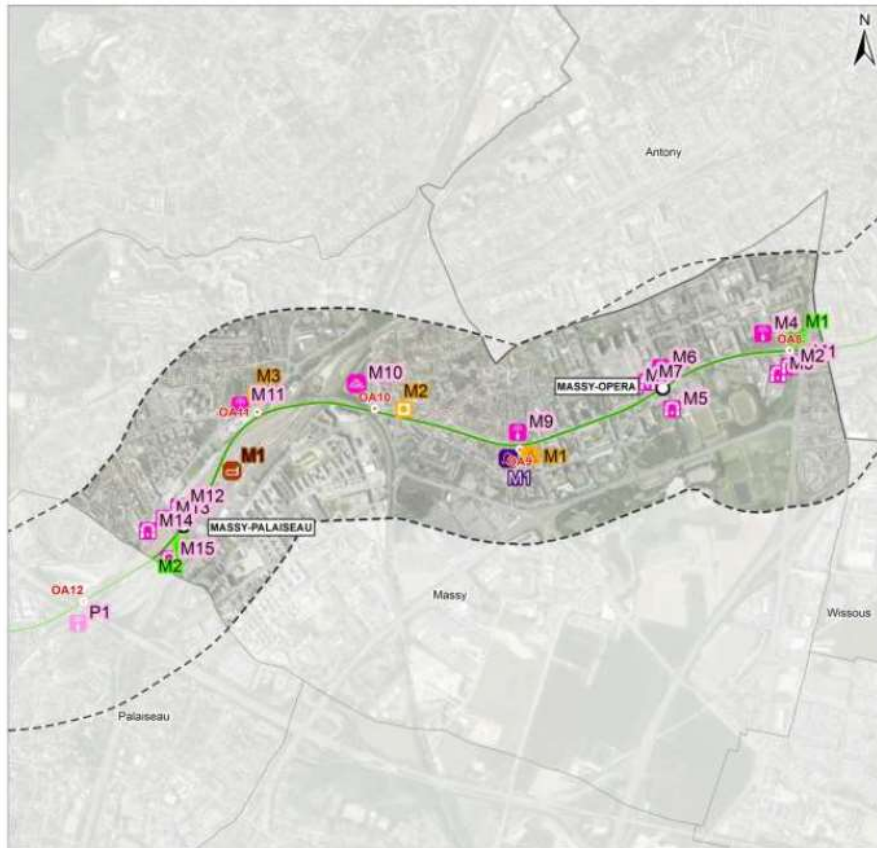 N
Antony
M4
M1
OA8
M2
M6
M7
MASSY-OPERA
M5
M3
M11
OA11
M10
OA10
M2
M9
M1
OA9
M1
M1
M12
M14
MASSY-PALAISEAU
M15
M2
OA12
P1
Massy
Wissous
Palaiseau